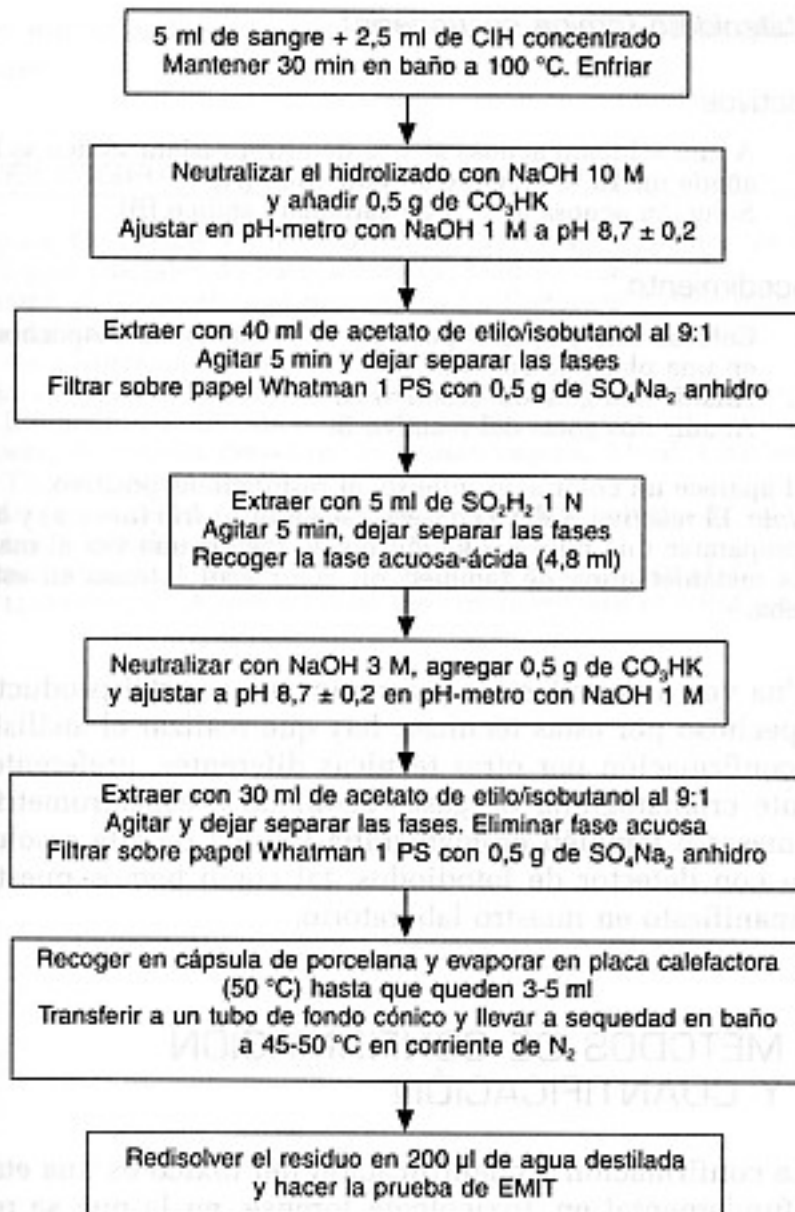 5 ml de sangre + 2,5 ml de ClH concentrado
Mantener 30 min en baño a 100 °C. Enfriar
Neutralizar el hidrolizado con NaOH 10 M
y añadir 0,5 g de CO₃HK
Ajustar en pH-metro con NaOH 1 M a pH 8,7 ± 0,2
Extraer con 40 ml de acetato de etilo/isobutanol al 9:1
Agitar 5 min y dejar separar las fases
Filtrar sobre papel Whatman 1 PS con 0,5 g de SO₄Na₂ anhidro
Extraer con 5 ml de SO₂H₂ 1 N
Agitar 5 min, dejar separar las fases
Recoger la fase acuosa-ácida (4,8 ml)
Neutralizar con NaOH 3 M, agregar 0,5 g de CO₃HK
y ajustar a pH 8,7 ± 0,2 en pH-metro con NaOH 1 M
Extraer con 30 ml de acetato de etilo/isobutanol al 9:1
Agitar y dejar separar las fases. Eliminar fase acuosa
Filtrar sobre papel Whatman 1 PS con 0,5 g de SO₄Na₂ anhidro
Recoger en cápsula de porcelana y evaporar en placa calefactora
(50 °C) hasta que queden 3-5 ml
Transferir a un tubo de fondo cónico y llevar a sequedad en baño
a 45-50 °C en corriente de N₂
Redisolver el residuo en 200 µl de agua destilada
y hacer la prueba de EMIT